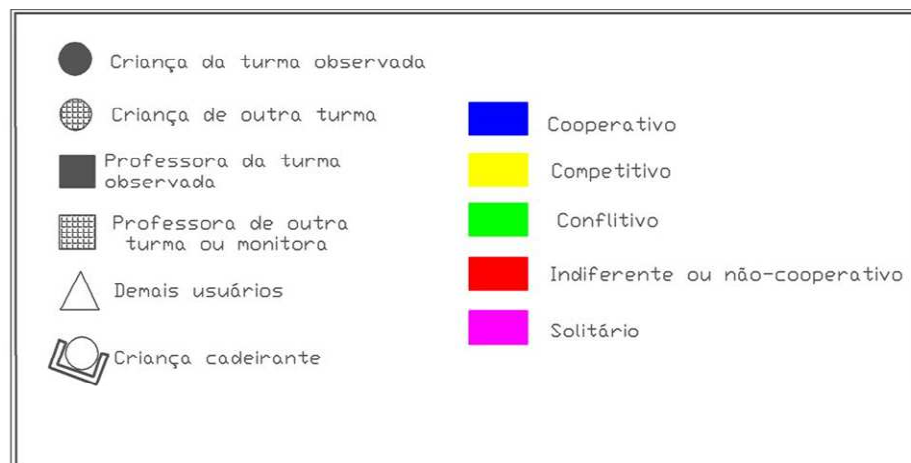 Criança da turma observada
Criança de outra turma
Professora da turma
observada
Professora de outra
turma ou monitora
Demais usuários
Criança cadeirante
Cooperativo
Competitivo
Conflitivo
Indiferente ou não-cooperativo
Solitário